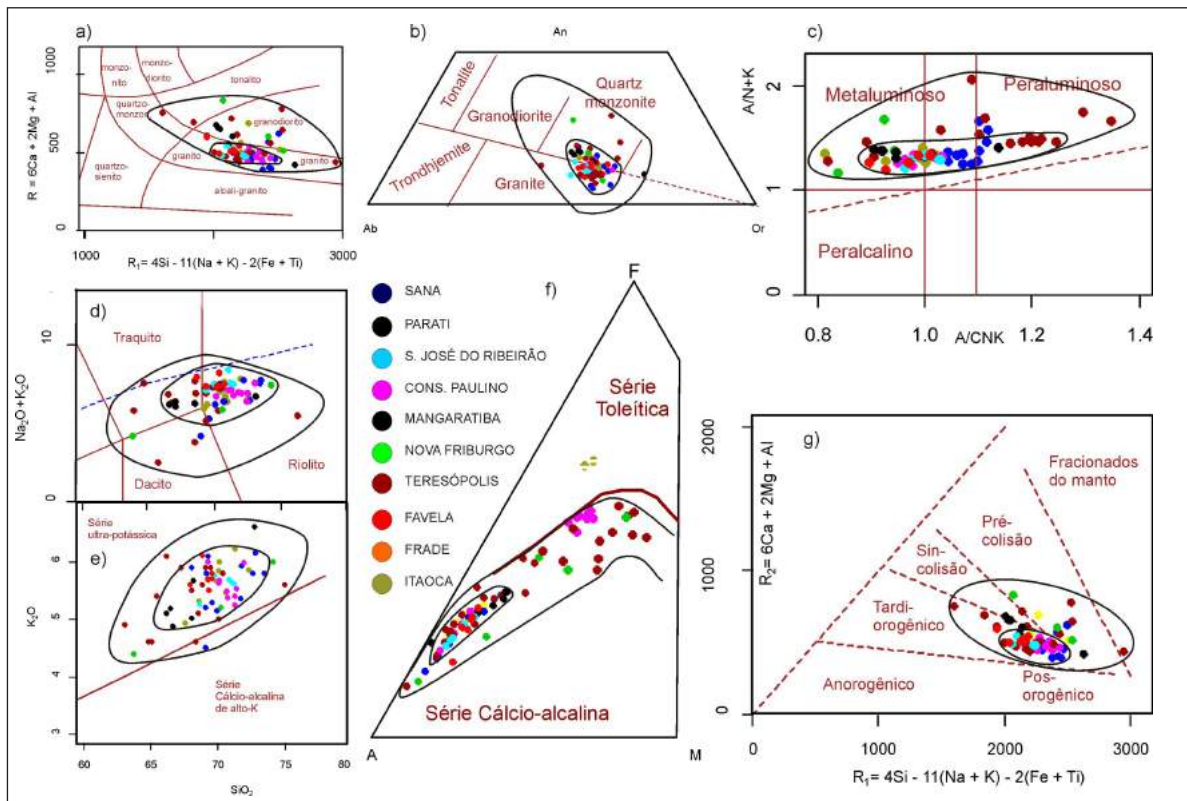 a)
R = 6Ca + 2Mg + Al
1000
500
0
monzo-
nito
monzo-
diorito
tonalito
quartzo-
monzon
granodiorito
quartzo-
sienito
granito
granito
alcali-granito
1000
3000
R₁= 4Si - 11(Na + K) - 2(Fe + Ti)
b)
An
Tonalite
Granodiorite
Quartz
monzonite
Trondhjemite
Granite
Ab
Or
c)
A/N+K
2
1
0
Metaluminoso
Peraluminoso
Peralcalino
0.8
1.0
1.2
1.4
A/CNK
d)
Na₂O+K₂O
10
0
Traquito
Dacito
Riolito
e)
K₂O
6
5
4
3
Série
ultra-potássica
Série
Cálcio-alcalina
de alto-K
60
65
70
75
80
SiO₂
SANA
PARATI
S. JOSÉ DO RIBEIRÃO
CONS. PAULINO
MANGARATIBA
NOVA FRIBURGO
TERESÓPOLIS
FAVELA
FRADE
ITAOCA
f)
F
Série
Toleítica
Série Cálcio-alcalina
A
M
g)
R₂= 6Ca + 2Mg + Al
2000
1000
0
Fracionados
do manto
Pré-
colisão
Sin-
colisão
Tardi-
orogênico
Anorogênico
Pos-
orogênico
0
1000
2000
3000
R₁= 4Si - 11(Na + K) - 2(Fe + Ti)